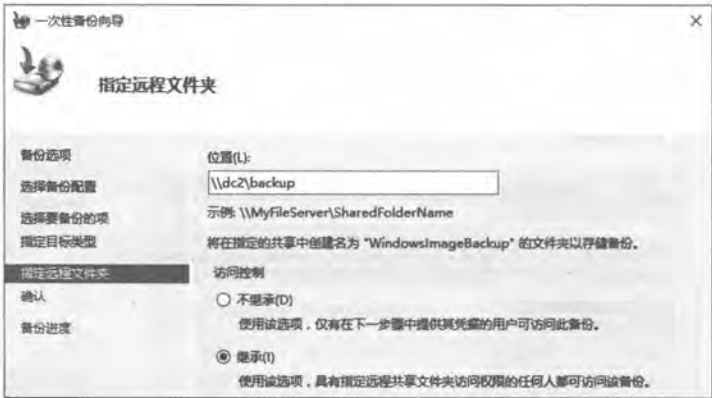 一次性备份向导
指定远程文件夹
备份选项
选择备份配置
选择要备份的项
指定目标类型
指定远程文件夹
确认
备份进度
位置(L):
\\dc2\backup
示例: \\MyFileServer\SharedFolderName
将在指定的共享中创建名为 "WindowsImageBackup" 的文件夹以存储备份。
访问控制
不继承(D)
使用该选项，仅有在下一步骤中提供其凭据的用户可访问此备份。
继承(I)
使用该选项，具有指定远程共享文件夹访问权限的任何人都可访问该备份。